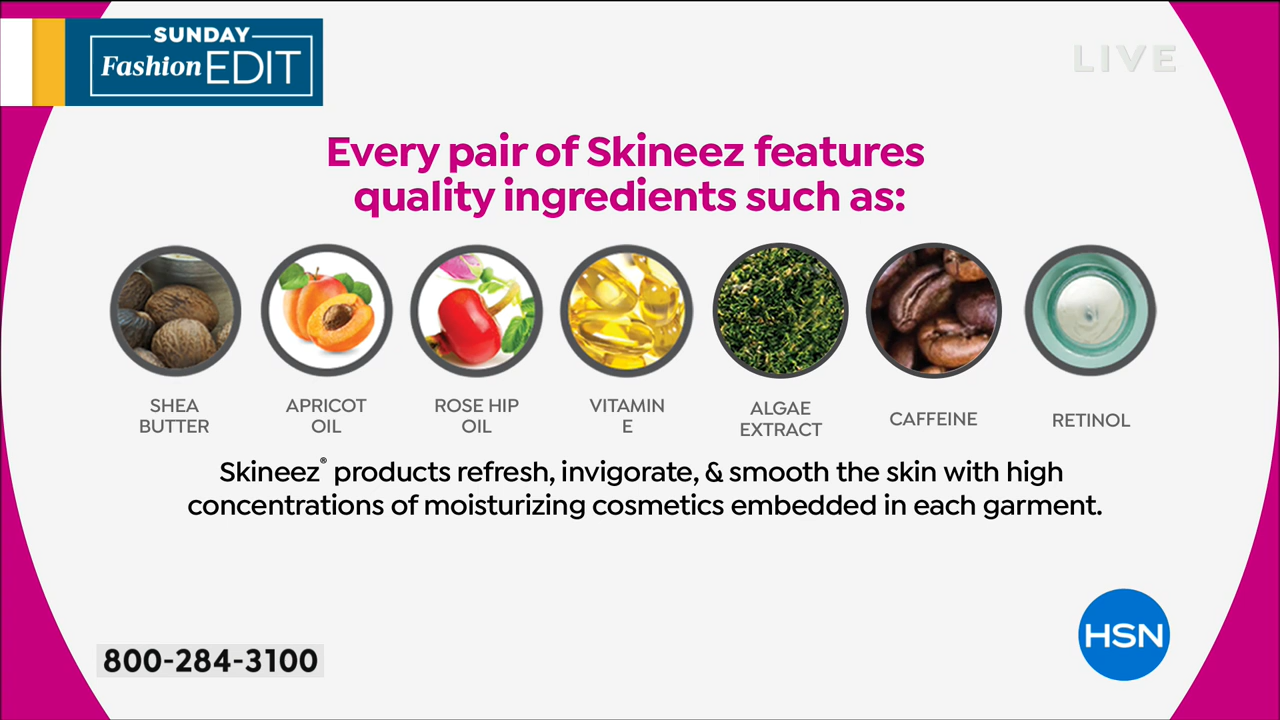 SUNDAY
Fashion EDIT
LIVE
Every pair of Skineez features
quality ingredients such as:
SHEA
BUTTER
APRICOT
OIL
ROSE HIP
OIL
VITAMIN
E
ALGAE
EXTRACT
CAFFEINE
RETINOL
Skineez® products refresh, invigorate, & smooth the skin with high
concentrations of moisturizing cosmetics embedded in each garment.
800-284-3100
HSN